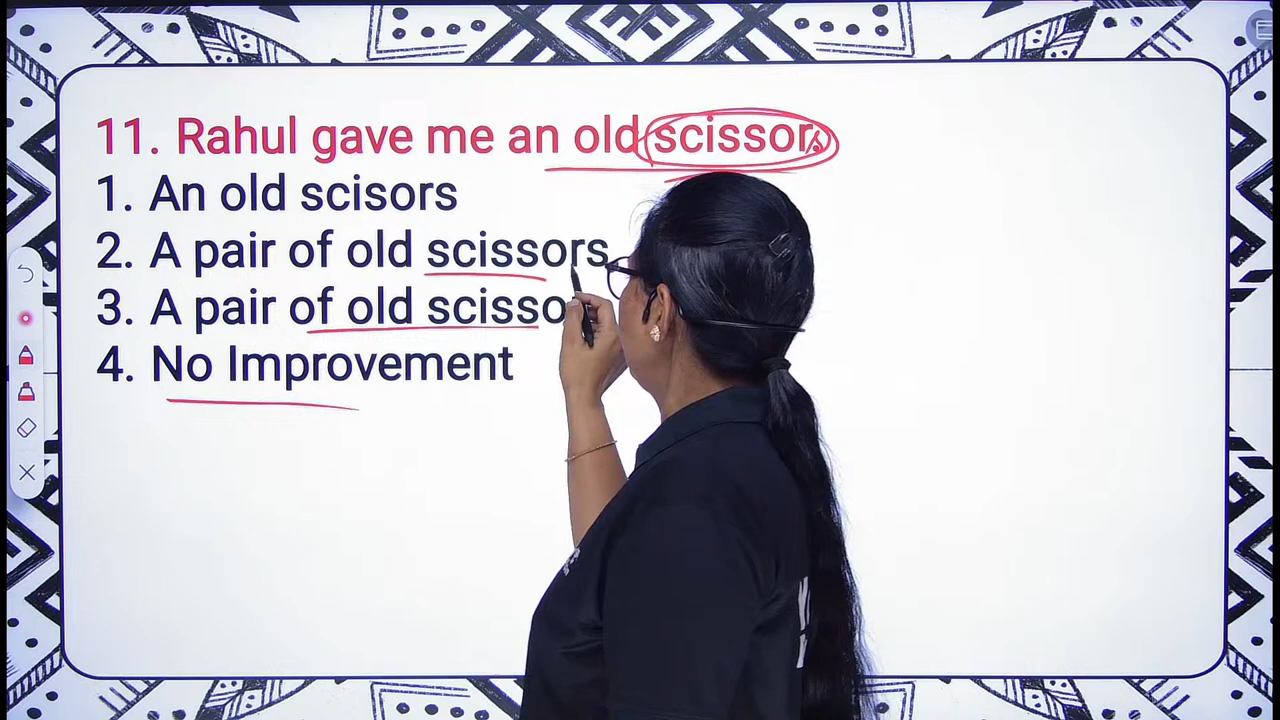 11. Rahul gave me an old scissor.
1. An old scisors
2. A pair of old scissors
3. A pair of old
4. No Improvement